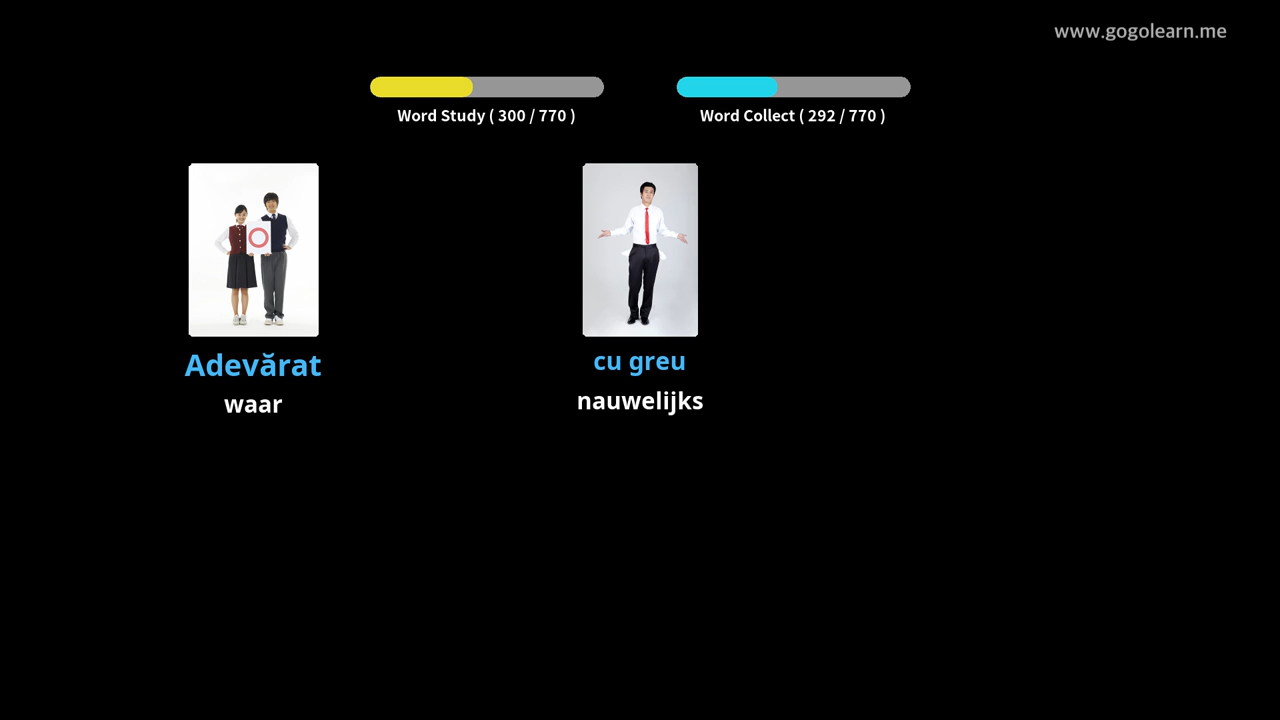 www.gogolearn.me
Word Study ( 300 / 770 )
Word Collect ( 292 / 770 )
Adevărat
waar
cu greu
nauwelijks